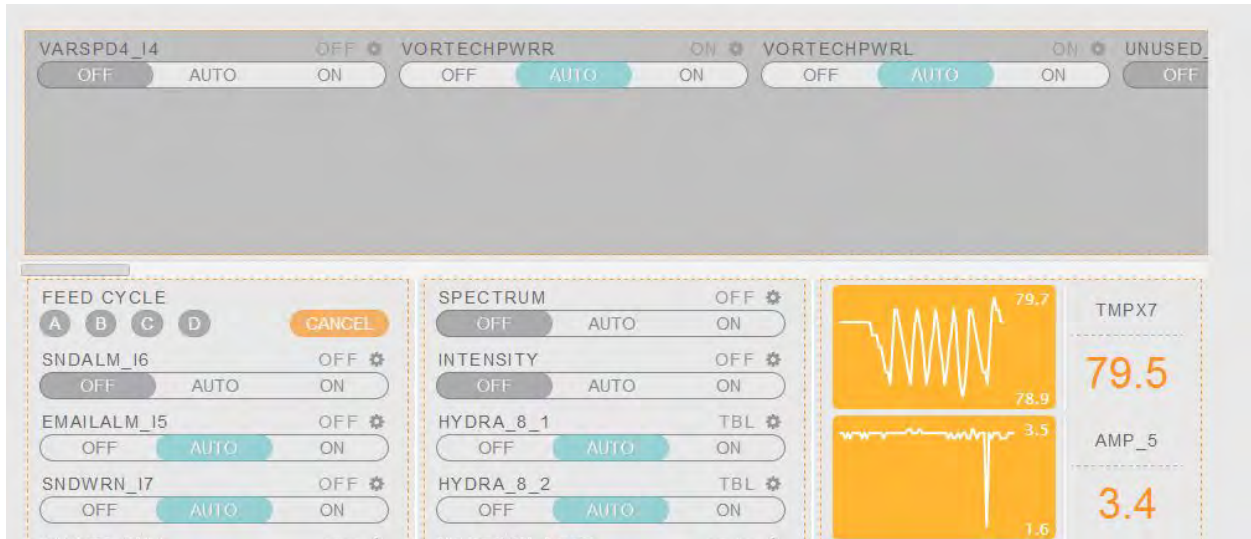 VARSPD4_I4 OFF VORTECHPWRR ON VORTECHPWRL ON UNUSED_
OFF AUTO ON OFF AUTO ON OFF AUTO ON OFF
FEED CYCLE
A B C D CANCEL
SNDALM_I6 OFF
OFF AUTO ON
EMAILALM_I5 OFF
OFF AUTO ON
SNDWRN_I7 OFF
OFF AUTO ON
SPECTRUM OFF
OFF AUTO ON
INTENSITY OFF
OFF AUTO ON
HYDRA_8_1 TBL
OFF AUTO ON
HYDRA_8_2 TBL
OFF AUTO ON
79.7
78.9
TMPX7
79.5
3.5
1.6
AMP_5
3.4